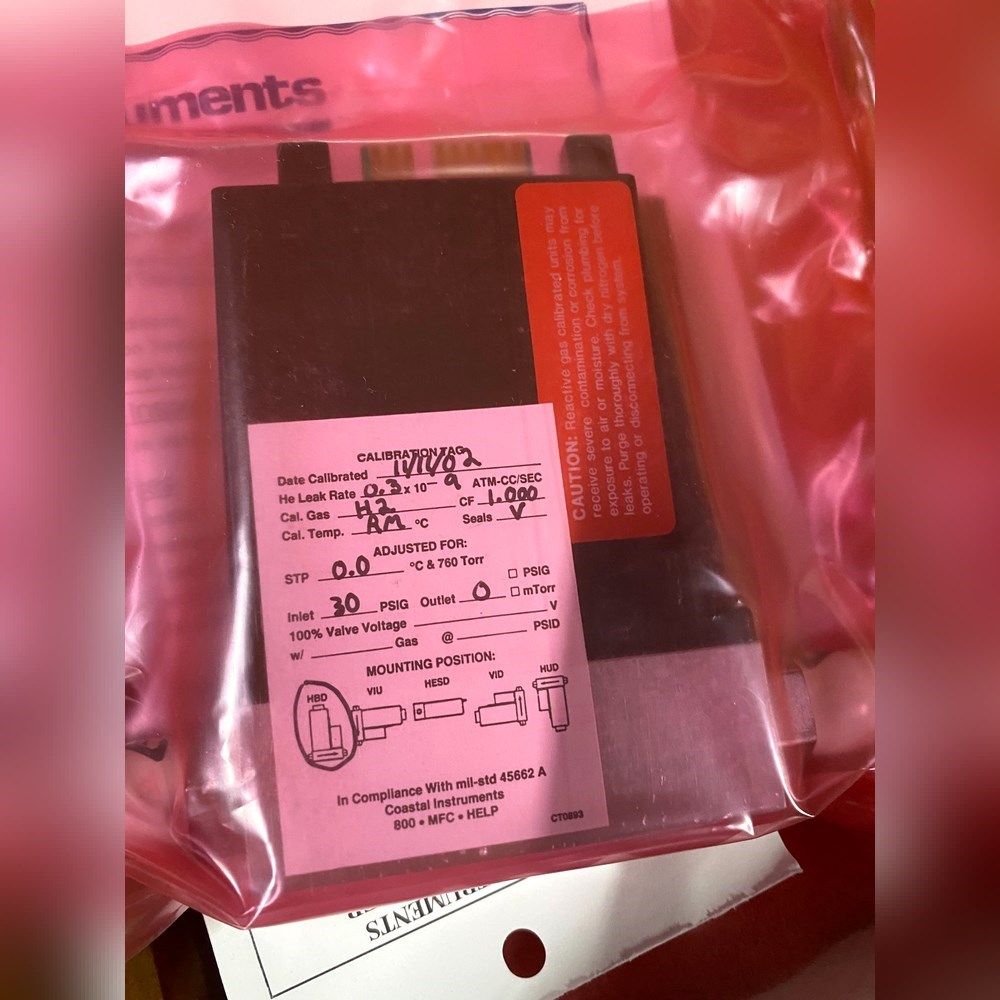 uments
CAUTION: Reactive gas calibrated units may
receive severe contamination or corrosion from
exposure to air or moisture. Check plumbing for
leaks. Purge thoroughly with dry nitrogen before
operating or disconnecting from system.
CALIBRATION TAG
Date Calibrated 11/11/02
He Leak Rate 0.3 x 10 -9 ATM-CC/SEC
Cal. Gas H2 CF 1.000
Cal. Temp. RM °C Seals V
ADJUSTED FOR:
STP 0.0 °C & 760 Torr
Inlet 30 PSIG Outlet 0 □ PSIG □ mTorr
100% Valve Voltage V
w/ Gas @ PSID
MOUNTING POSITION:
HBD VIU HESD VID HUD
In Compliance With mil-std 45662 A
Coastal Instruments
800 • MFC • HELP
CT0893
TRUMENTS